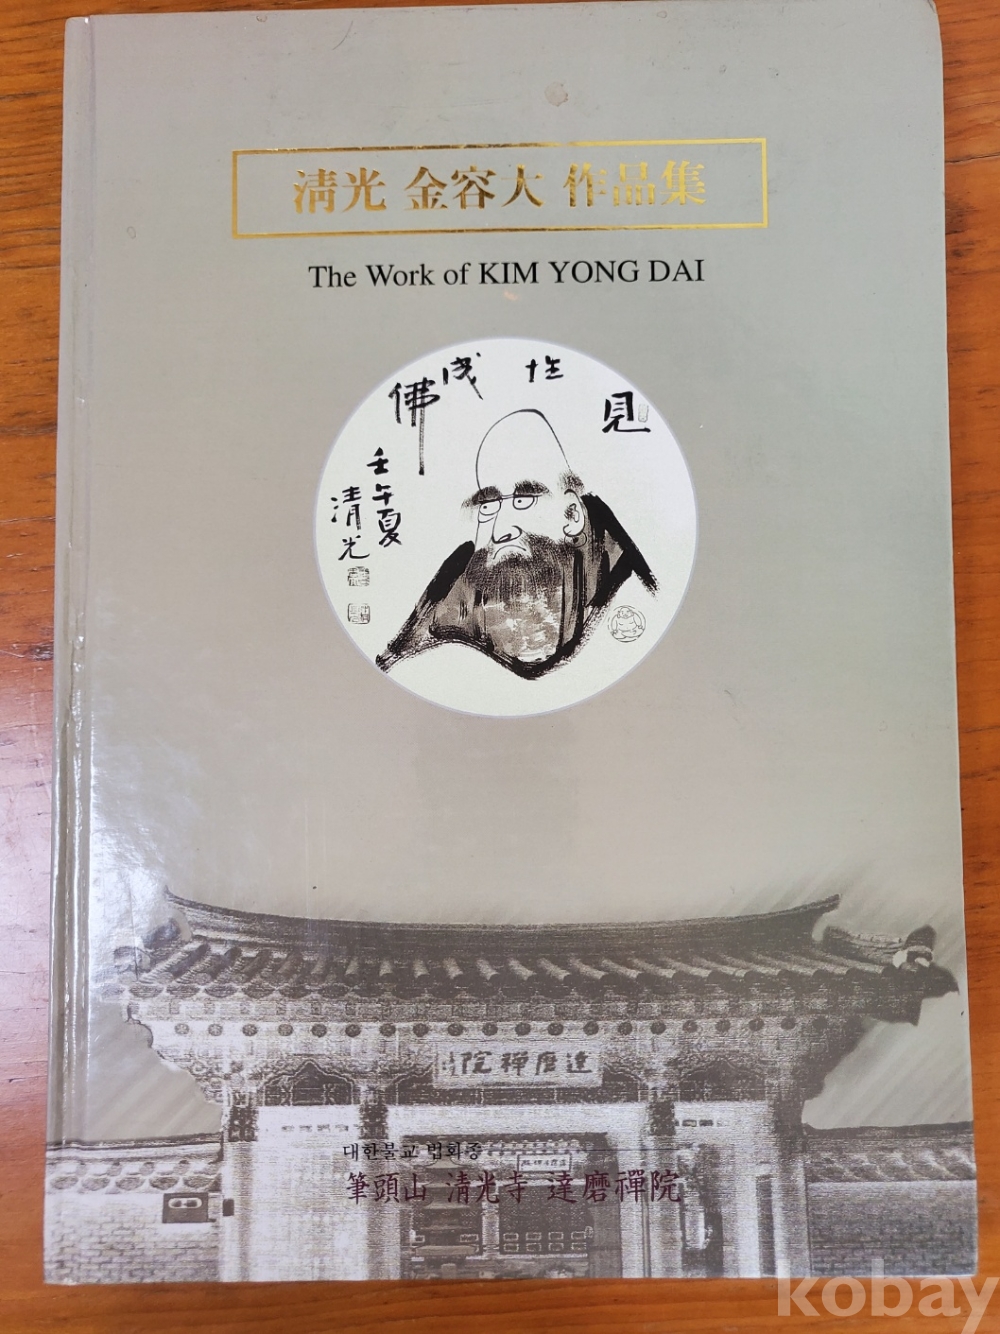 淸光 金容大 作品集
The Work of KIM YONG DAI
見性成佛
壬午夏
清光
達磨禪院
대한불교 법화종
筆頭山 淸光寺 達磨禪院
kobay